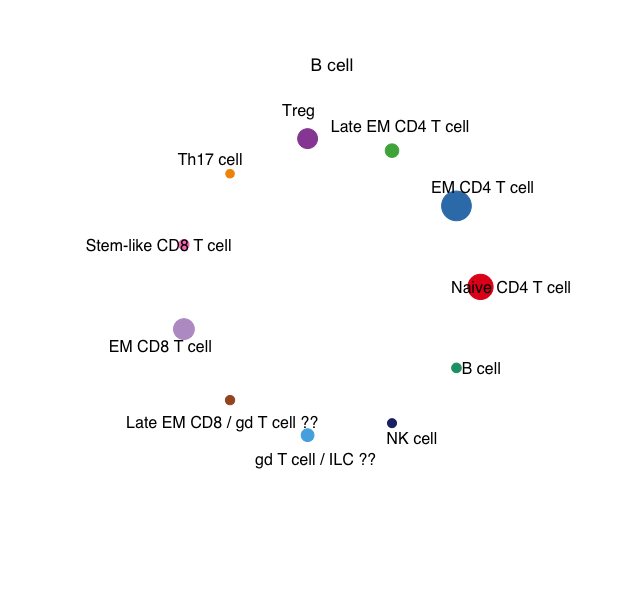 B cell
Treg
Late EM CD4 T cell
Th17 cell
EM CD4 T cell
Stem-like CD8 T cell
Naive CD4 T cell
EM CD8 T cell
B cell
Late EM CD8 / gd T cell ??
NK cell
gd T cell / ILC ??